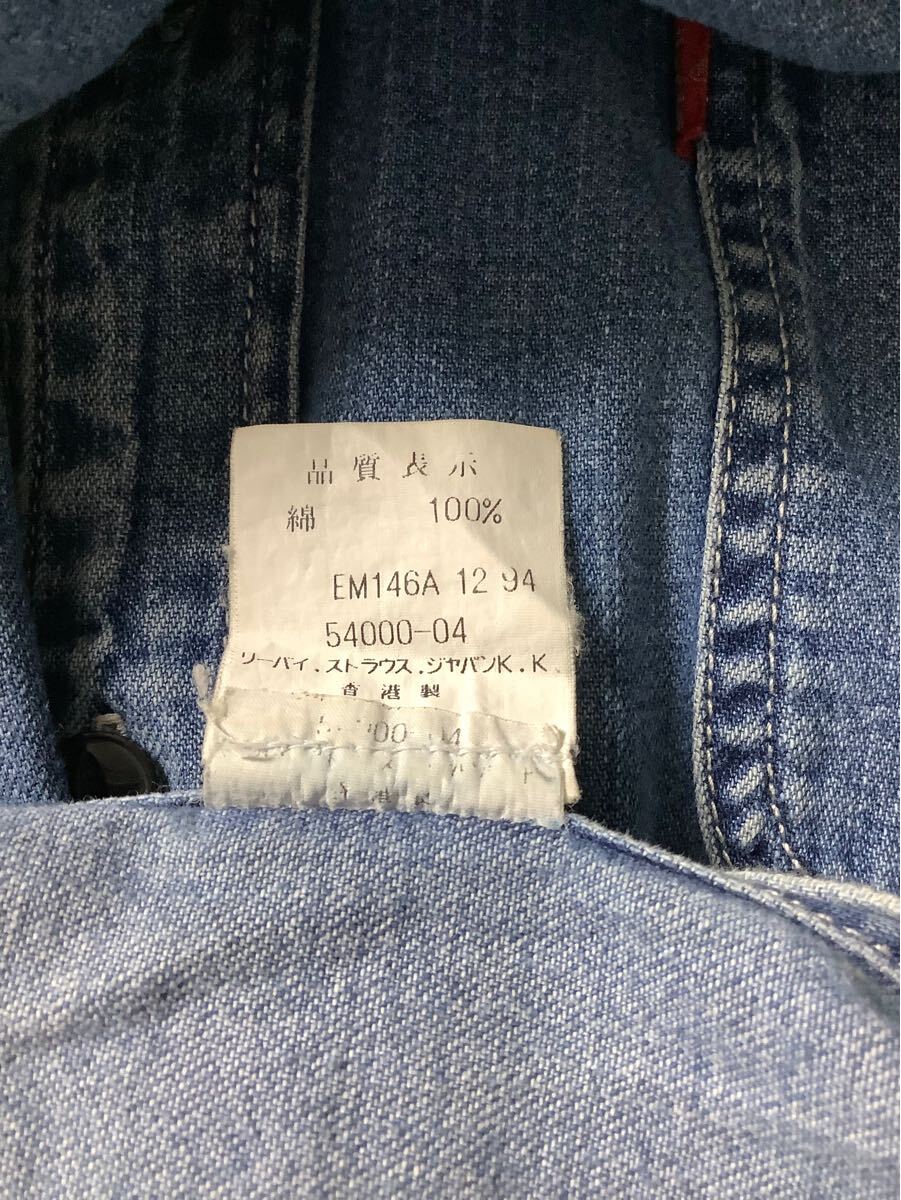 品質表示
綿 100%
EM146A 12 94
54000-04
リーバイ.ストラウス.ジャパンK.K
香港製